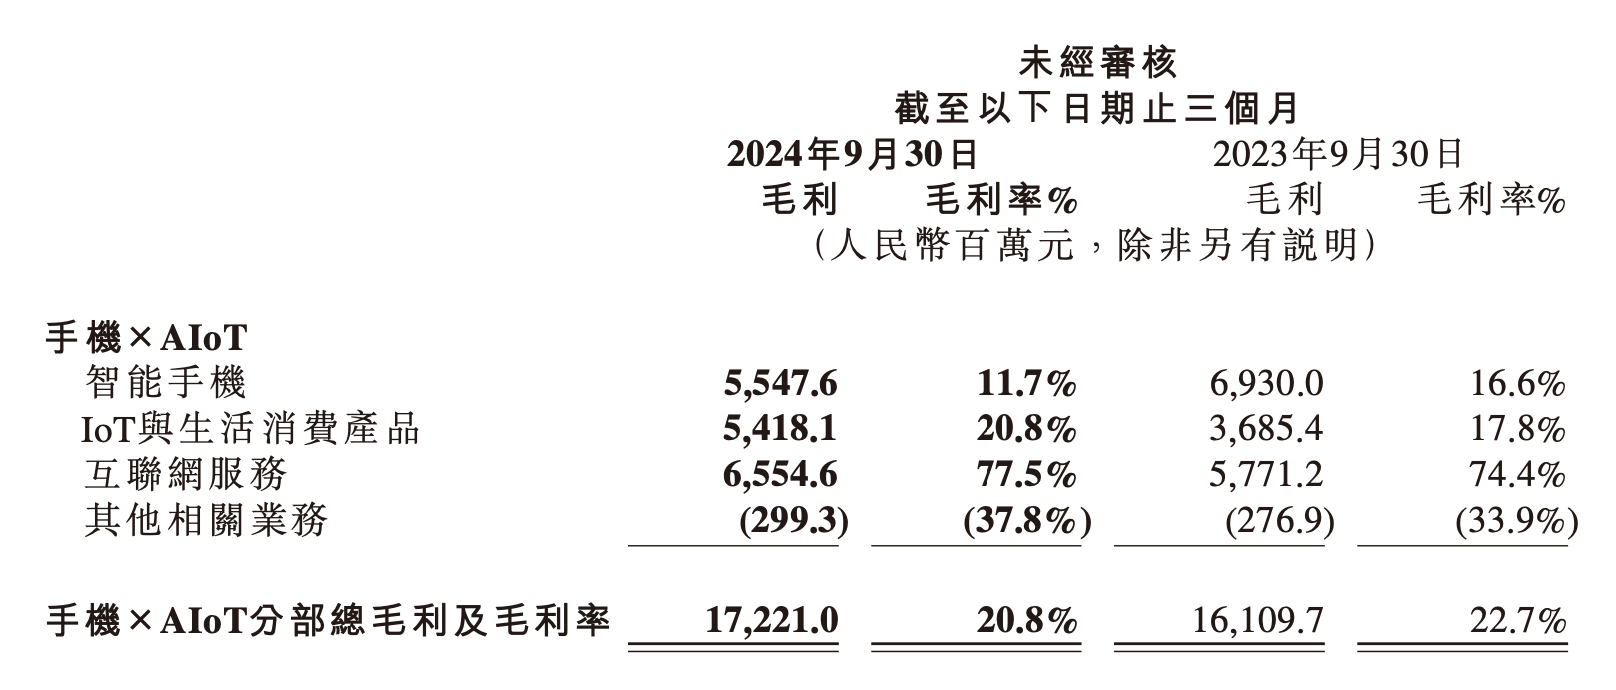 未經審核
截至以下日期止三個月
2024年9月30日 2023年9月30日
毛利 毛利率% 毛利 毛利率%
（人民幣百萬元，除非另有說明）
手機×AIoT
智能手機 5,547.6 11.7% 6,930.0 16.6%
IoT與生活消費產品 5,418.1 20.8% 3,685.4 17.8%
互聯網服務 6,554.6 77.5% 5,771.2 74.4%
其他相關業務 (299.3) (37.8%) (276.9) (33.9%)
手機×AIoT分部總毛利及毛利率 17,221.0 20.8% 16,109.7 22.7%